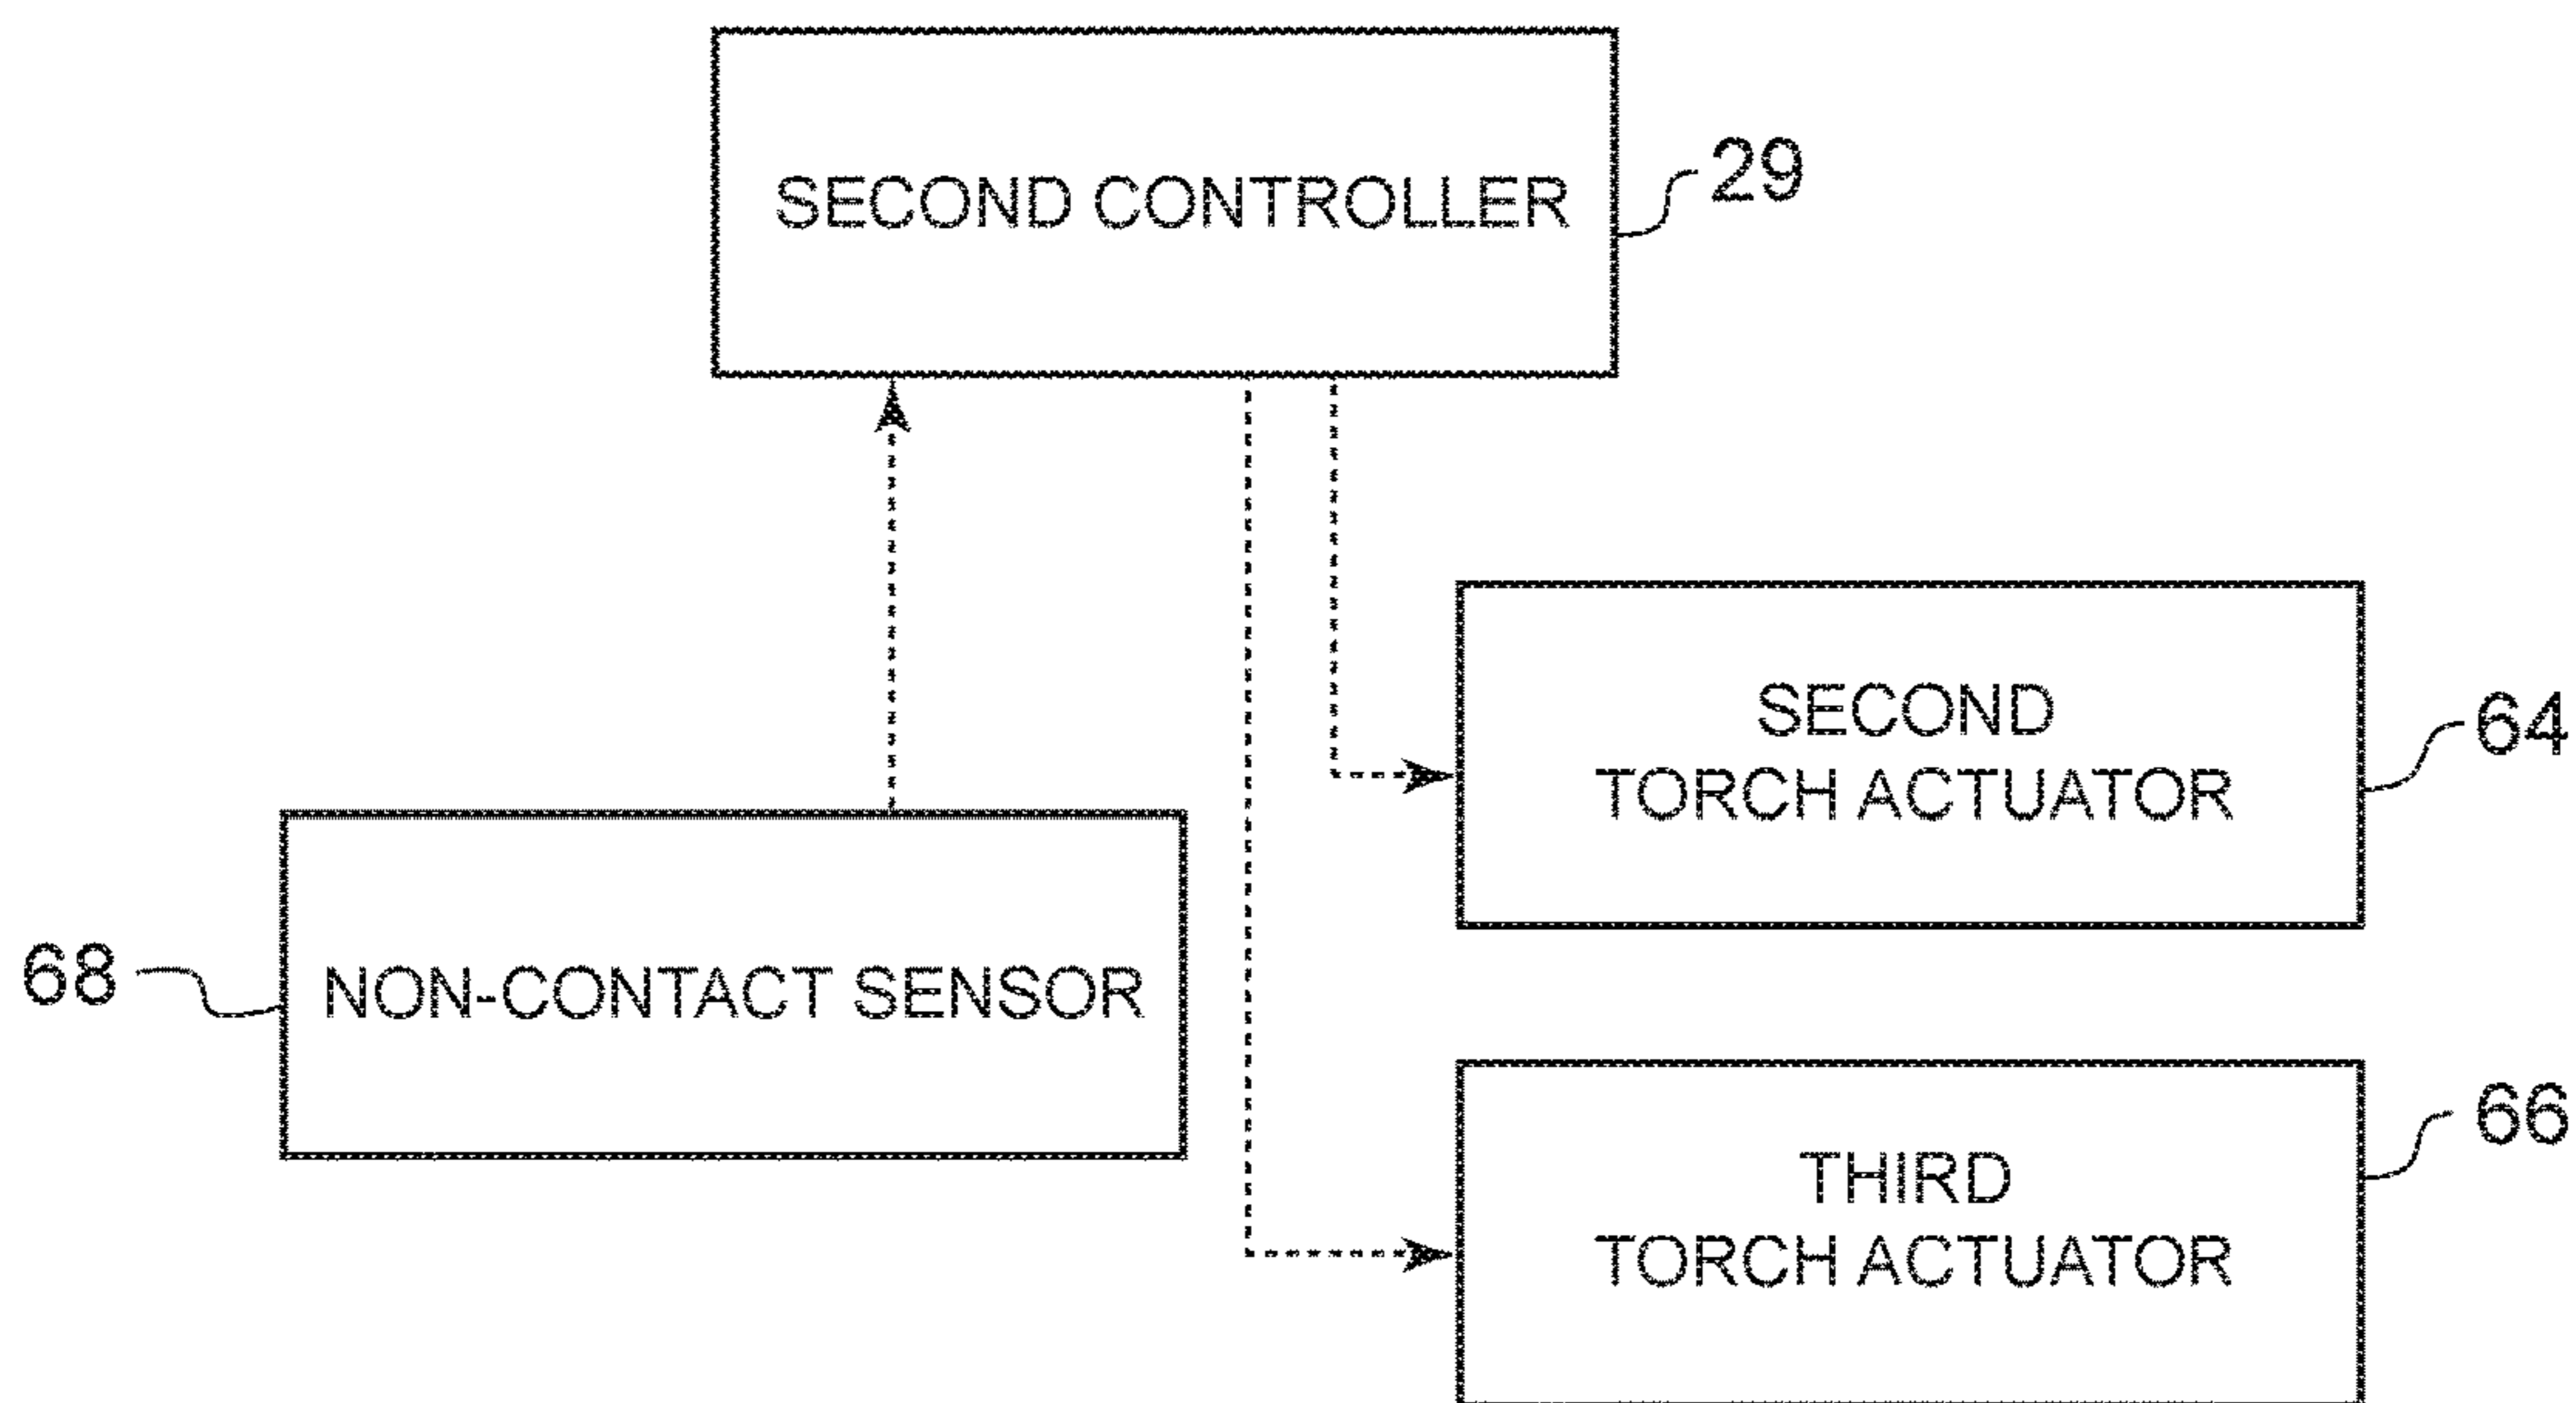 SECOND CONTROLLER
29
SECOND
TORCH ACTUATOR
64
68
NON-CONTACT SENSOR
THIRD
TORCH ACTUATOR
66